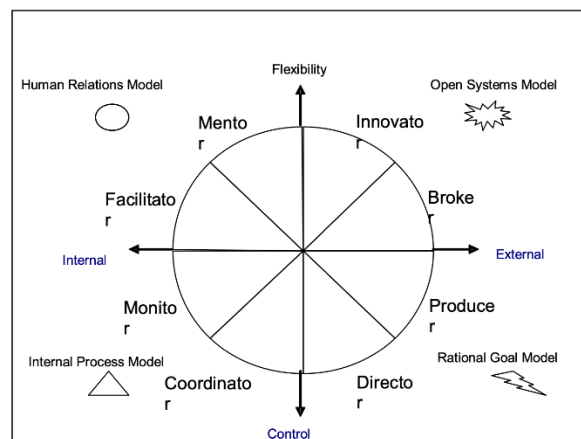 Flexibility
Human Relations Model
Open Systems Model
Mento
r
Innovato
r
Facilitato
r
Broke
r
Internal
External
Monito
r
Produce
r
Internal Process Model
Rational Goal Model
Coordinato
r
Directo
r
Control